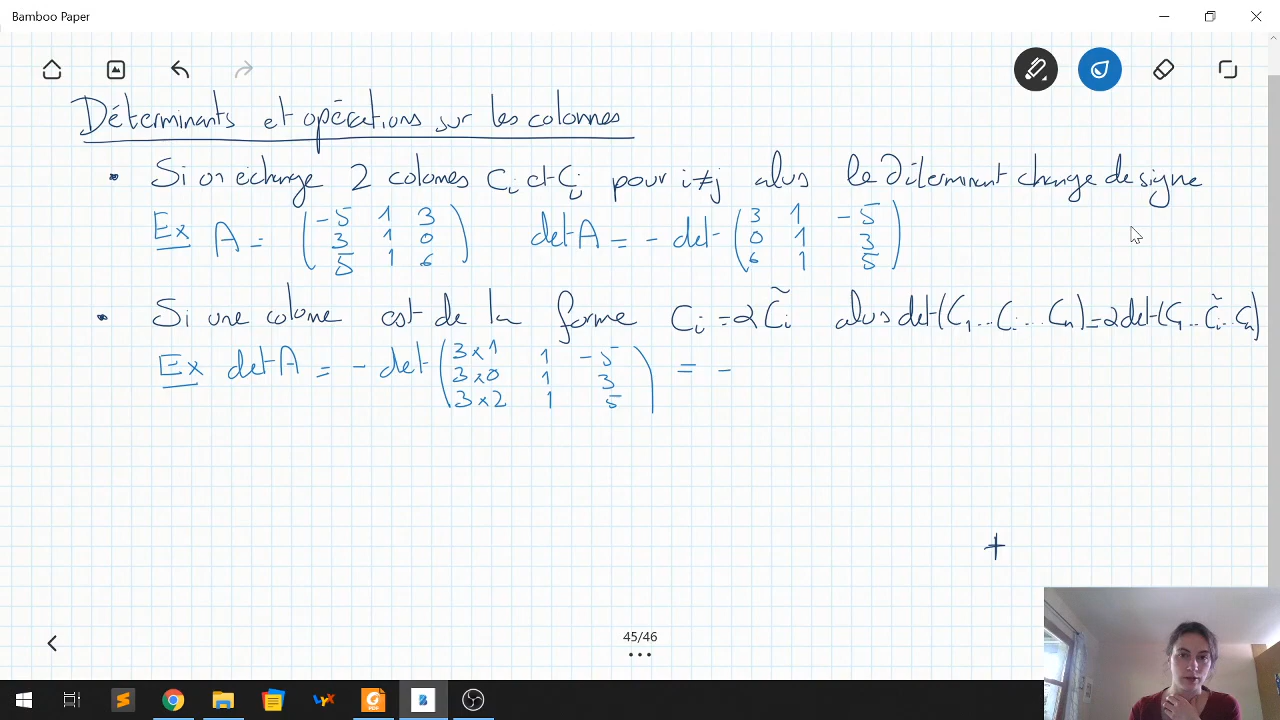 Bamboo Paper
Déterminants et opérations sur les colonnes
• Si on échange 2 colones Ci et Cj pour i≠j alors le Déterminant change de signe
Ex A = (-5 1 3 / 3 1 0 / 5 1 6) det A = - det (3 1 -5 / 0 1 3 / 6 1 5)
• Si une colone est de la forme Ci = α C̃i alors det(C1...Ci...Cn) = α det(C1...C̃i...Cn)
Ex det A = - det (3×1 1 -5 / 3×0 1 3 / 3×2 1 5) = -
+
45/46